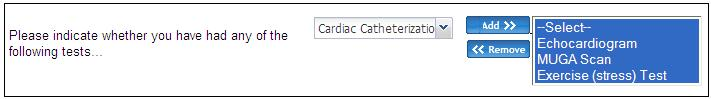 Please indicate whether you have had any of the
following tests...
Cardiac Catheterizatio
Add >>
<< Remove
--Select--
Echocardiogram
MUGA Scan
Exercise (stress) Test